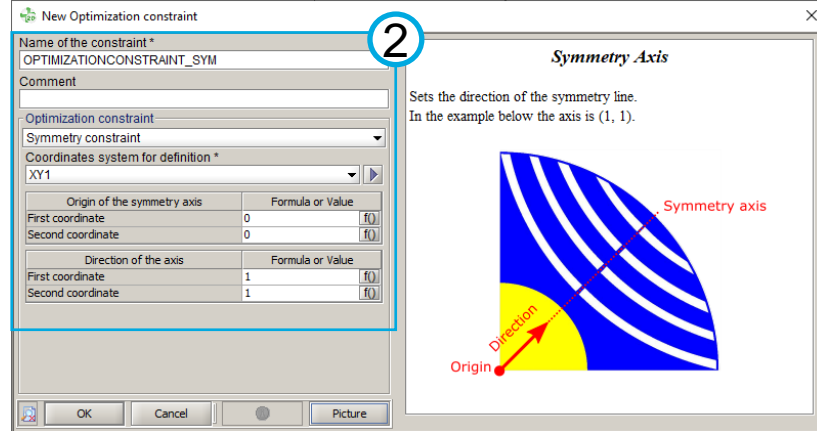 New Optimization constraint
2
Name of the constraint *
OPTIMIZATIONCONSTRAINT_SYM
Comment
Optimization constraint
Symmetry constraint
Coordinates system for definition *
XY1
Origin of the symmetry axis Formula or Value
First coordinate 0 f()
Second coordinate 0 f()
Direction of the axis Formula or Value
First coordinate 1 f()
Second coordinate 1 f()
OK Cancel Picture
Symmetry Axis
Sets the direction of the symmetry line.
In the example below the axis is (1, 1).
Symmetry axis
Direction
Origin